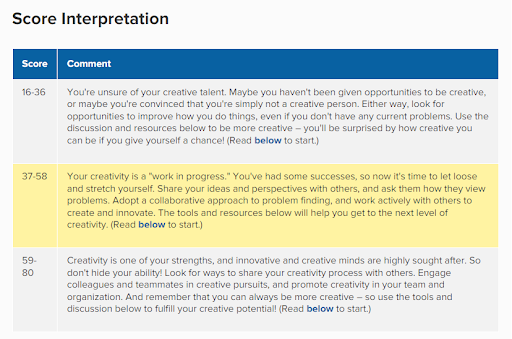 Score Interpretation
Score Comment
16-36 You're unsure of your creative talent. Maybe you haven't been given opportunities to be creative,
or maybe you're convinced that you're simply not a creative person. Either way, look for
opportunities to improve how you do things, even if you don't have any current problems. Use the
discussion and resources below to be more creative – you'll be surprised by how creative you
can be if you give yourself a chance! (Read below to start.)
37-58 Your creativity is a "work in progress." You've had some successes, so now it's time to let loose
and stretch yourself. Share your ideas and perspectives with others, and ask them how they view
problems. Adopt a collaborative approach to problem finding, and work actively with others to
create and innovate. The tools and resources below will help you get to the next level of
creativity. (Read below to start.)
59- Creativity is one of your strengths, and innovative and creative minds are highly sought after. So
80 don't hide your ability! Look for ways to share your creativity process with others. Engage
colleagues and teammates in creative pursuits, and promote creativity in your team and
organization. And remember that you can always be more creative – so use the tools and
discussion below to fulfill your creative potential! (Read below to start.)